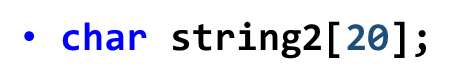 • char string2[20];